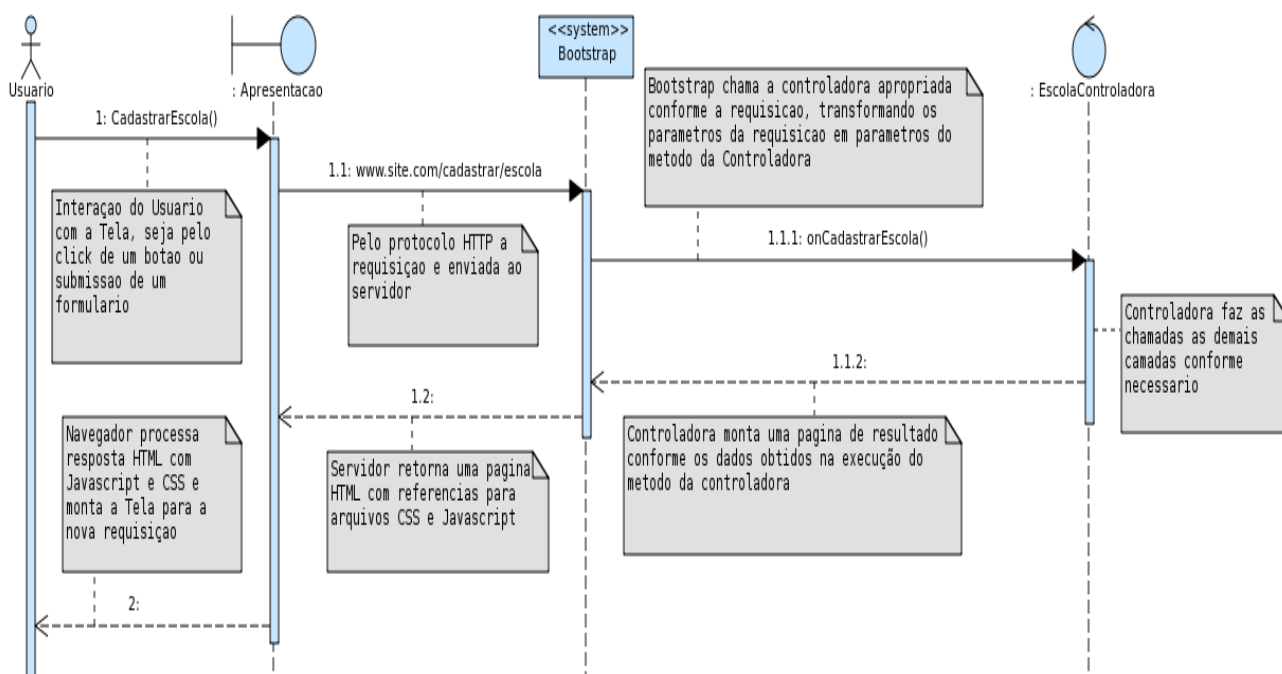 <<system>>
Bootstrap
Usuario
: Apresentacao
: EscolaControladora
Bootstrap chama a controladora apropriada
conforme a requisicao, transformando os
parametros da requisicao em parametros do
metodo da Controladora
1: CadastrarEscola()
1.1: www.site.com/cadastrar/escola
Interaçao do Usuario
com a Tela, seja pelo
click de um botao ou
submissao de um
formulario
Pelo protocolo HTTP a
requisiçao e enviada ao
servidor
1.1.1: onCadastrarEscola()
Controladora faz as
chamadas as demais
camadas conforme
necessario
1.1.2:
1.2:
Navegador processa
resposta HTML com
Javascript e CSS e
monta a Tela para a
nova requisiçao
Servidor retorna uma pagina
HTML com referencias para
arquivos CSS e Javascript
Controladora monta uma pagina de resultado
conforme os dados obtidos na execução do
metodo da controladora
2: